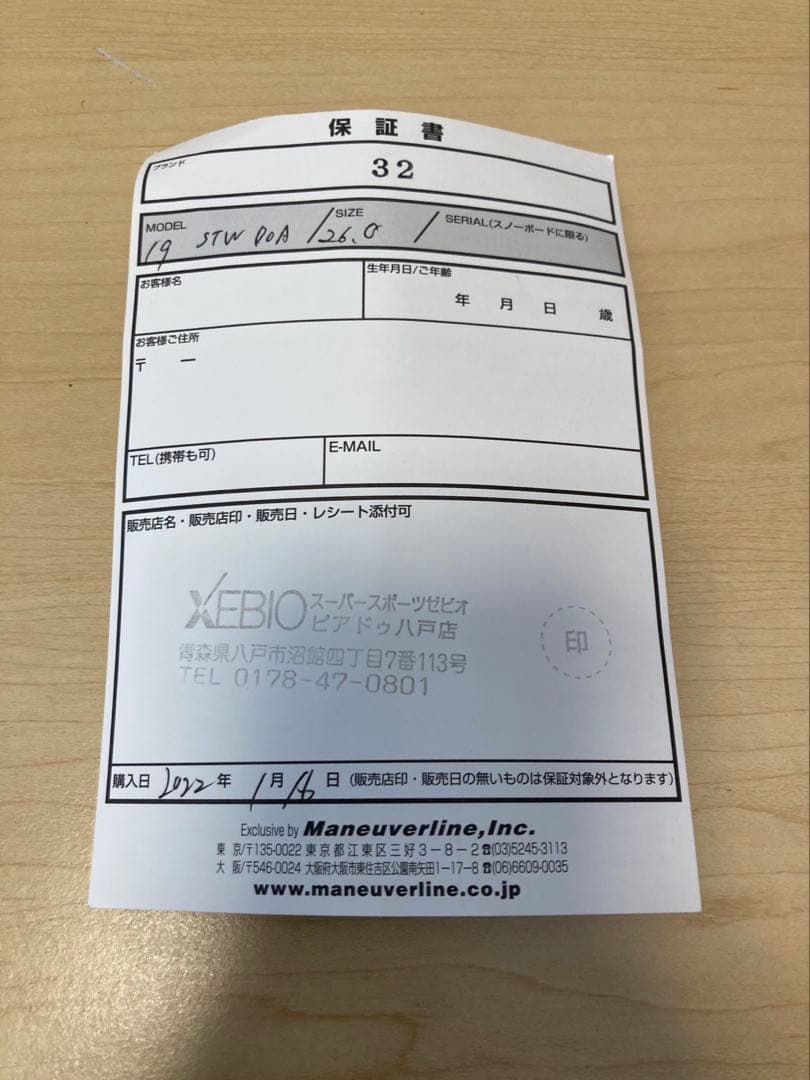 保証書
ブランド
32
MODEL
19 STW BOA / SIZE 26.0 / SERIAL(スノーボードに限る)
お客様名
生年月日/ご年齢
年 月 日 歳
お客様ご住所
〒 ー
TEL(携帯も可)
E-MAIL
販売店名・販売店印・販売日・レシート添付可
XEBIO スーパースポーツゼビオ
ピアドゥ八戸店
青森県八戸市沼館四丁目7番113号
TEL 0178-47-0801
印
購入日 2022年 1月16日 (販売店印・販売日の無いものは保証対象外となります)
Exclusive by Maneuverline,Inc.
東 京/〒135-0022 東京都江東区三好3-8-2☎(03)5245-3113
大 阪/〒546-0024 大阪府大阪市東住吉区公園南矢田1-17-8☎(06)6609-0035
www.maneuverline.co.jp